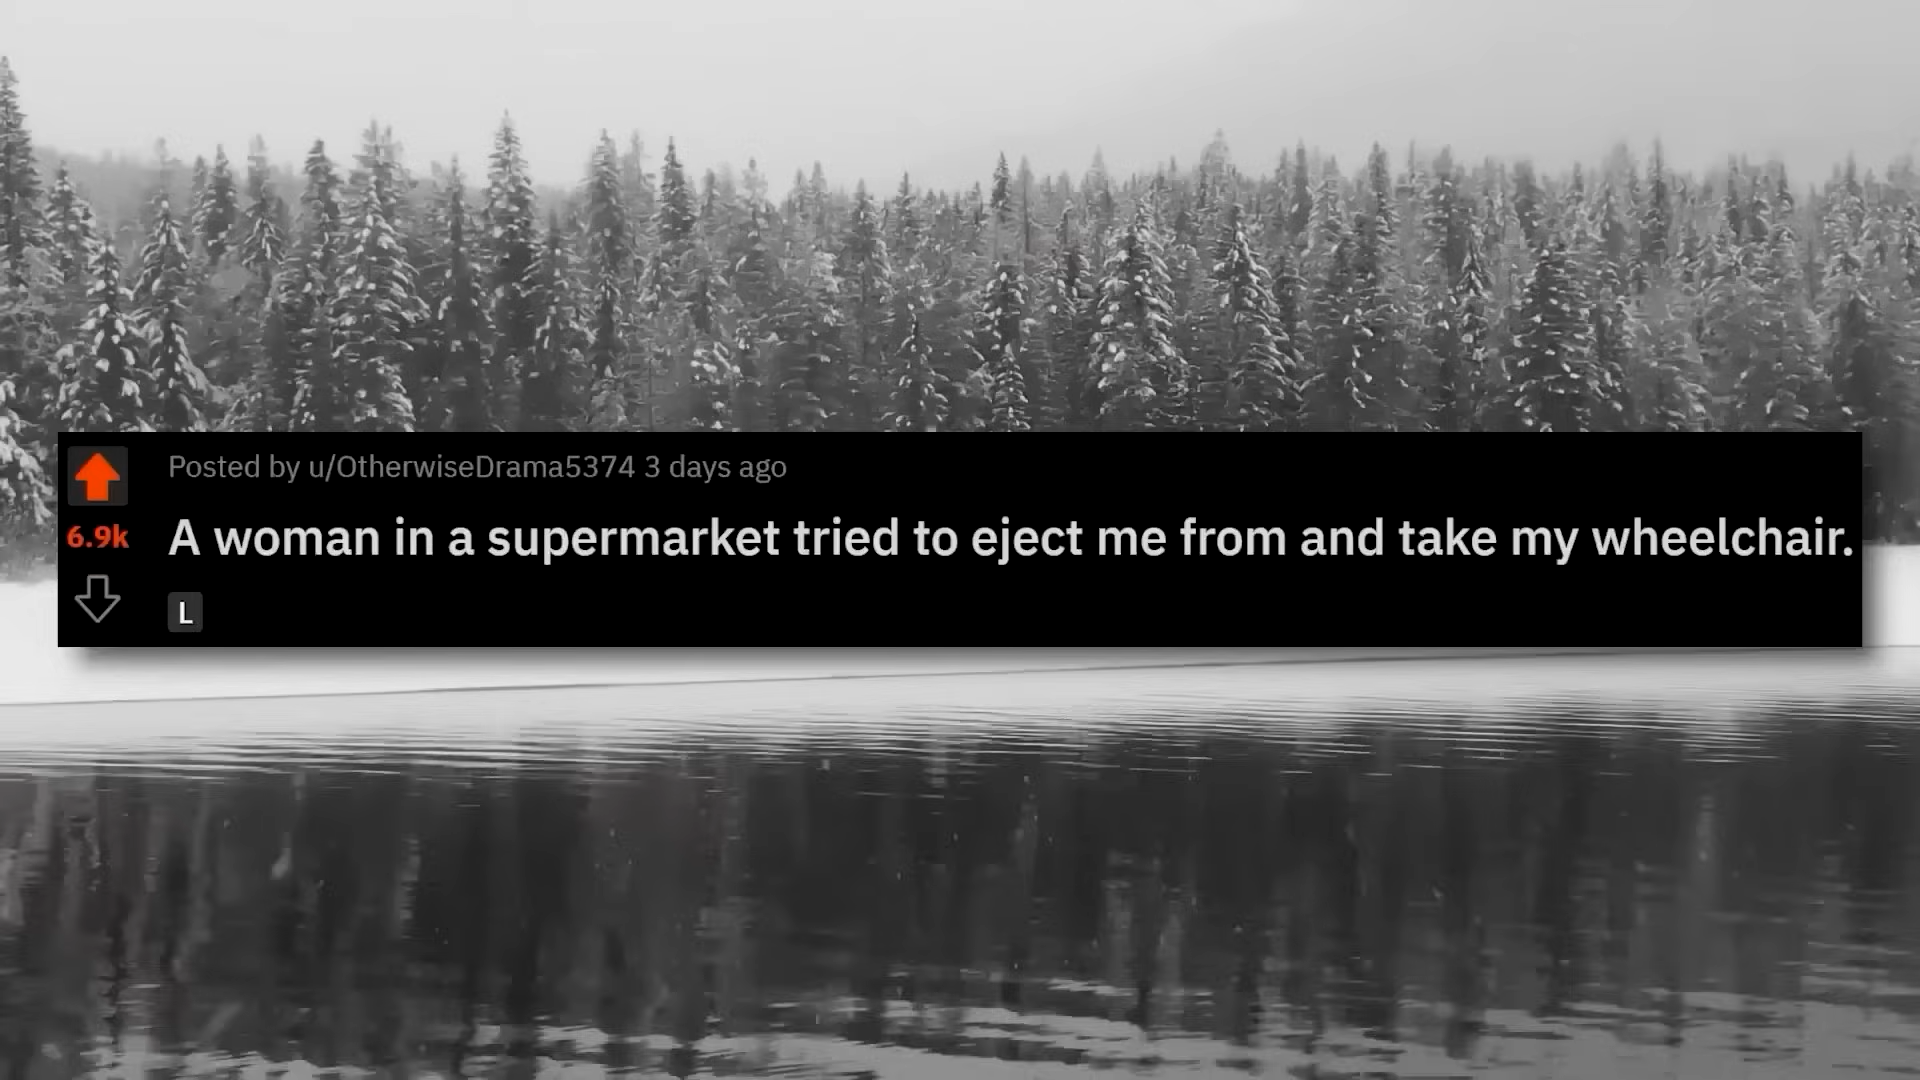 Posted by u/OtherwiseDrama5374 3 days ago
6.9k
A woman in a supermarket tried to eject me from and take my wheelchair.
L